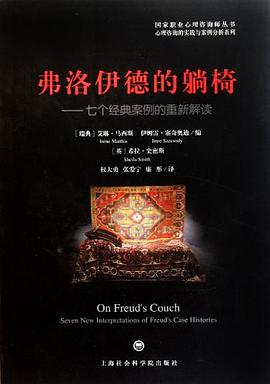 国家职业心理咨询师丛书
心理咨询的实践与案例分析系列
弗洛伊德的躺椅
——七个经典案例的重新解读
［瑞典］艾琳·马西斯 伊姆雷·塞奇奥迪／编
Irène Matthis Imre Szecsödy
［英］希拉·史密斯
Sheila Smith
权大勇 张爱宁 康彤／译
On Freud's Couch
Seven New Interpretations of Freud's Case Histories
上海社会科学院出版社